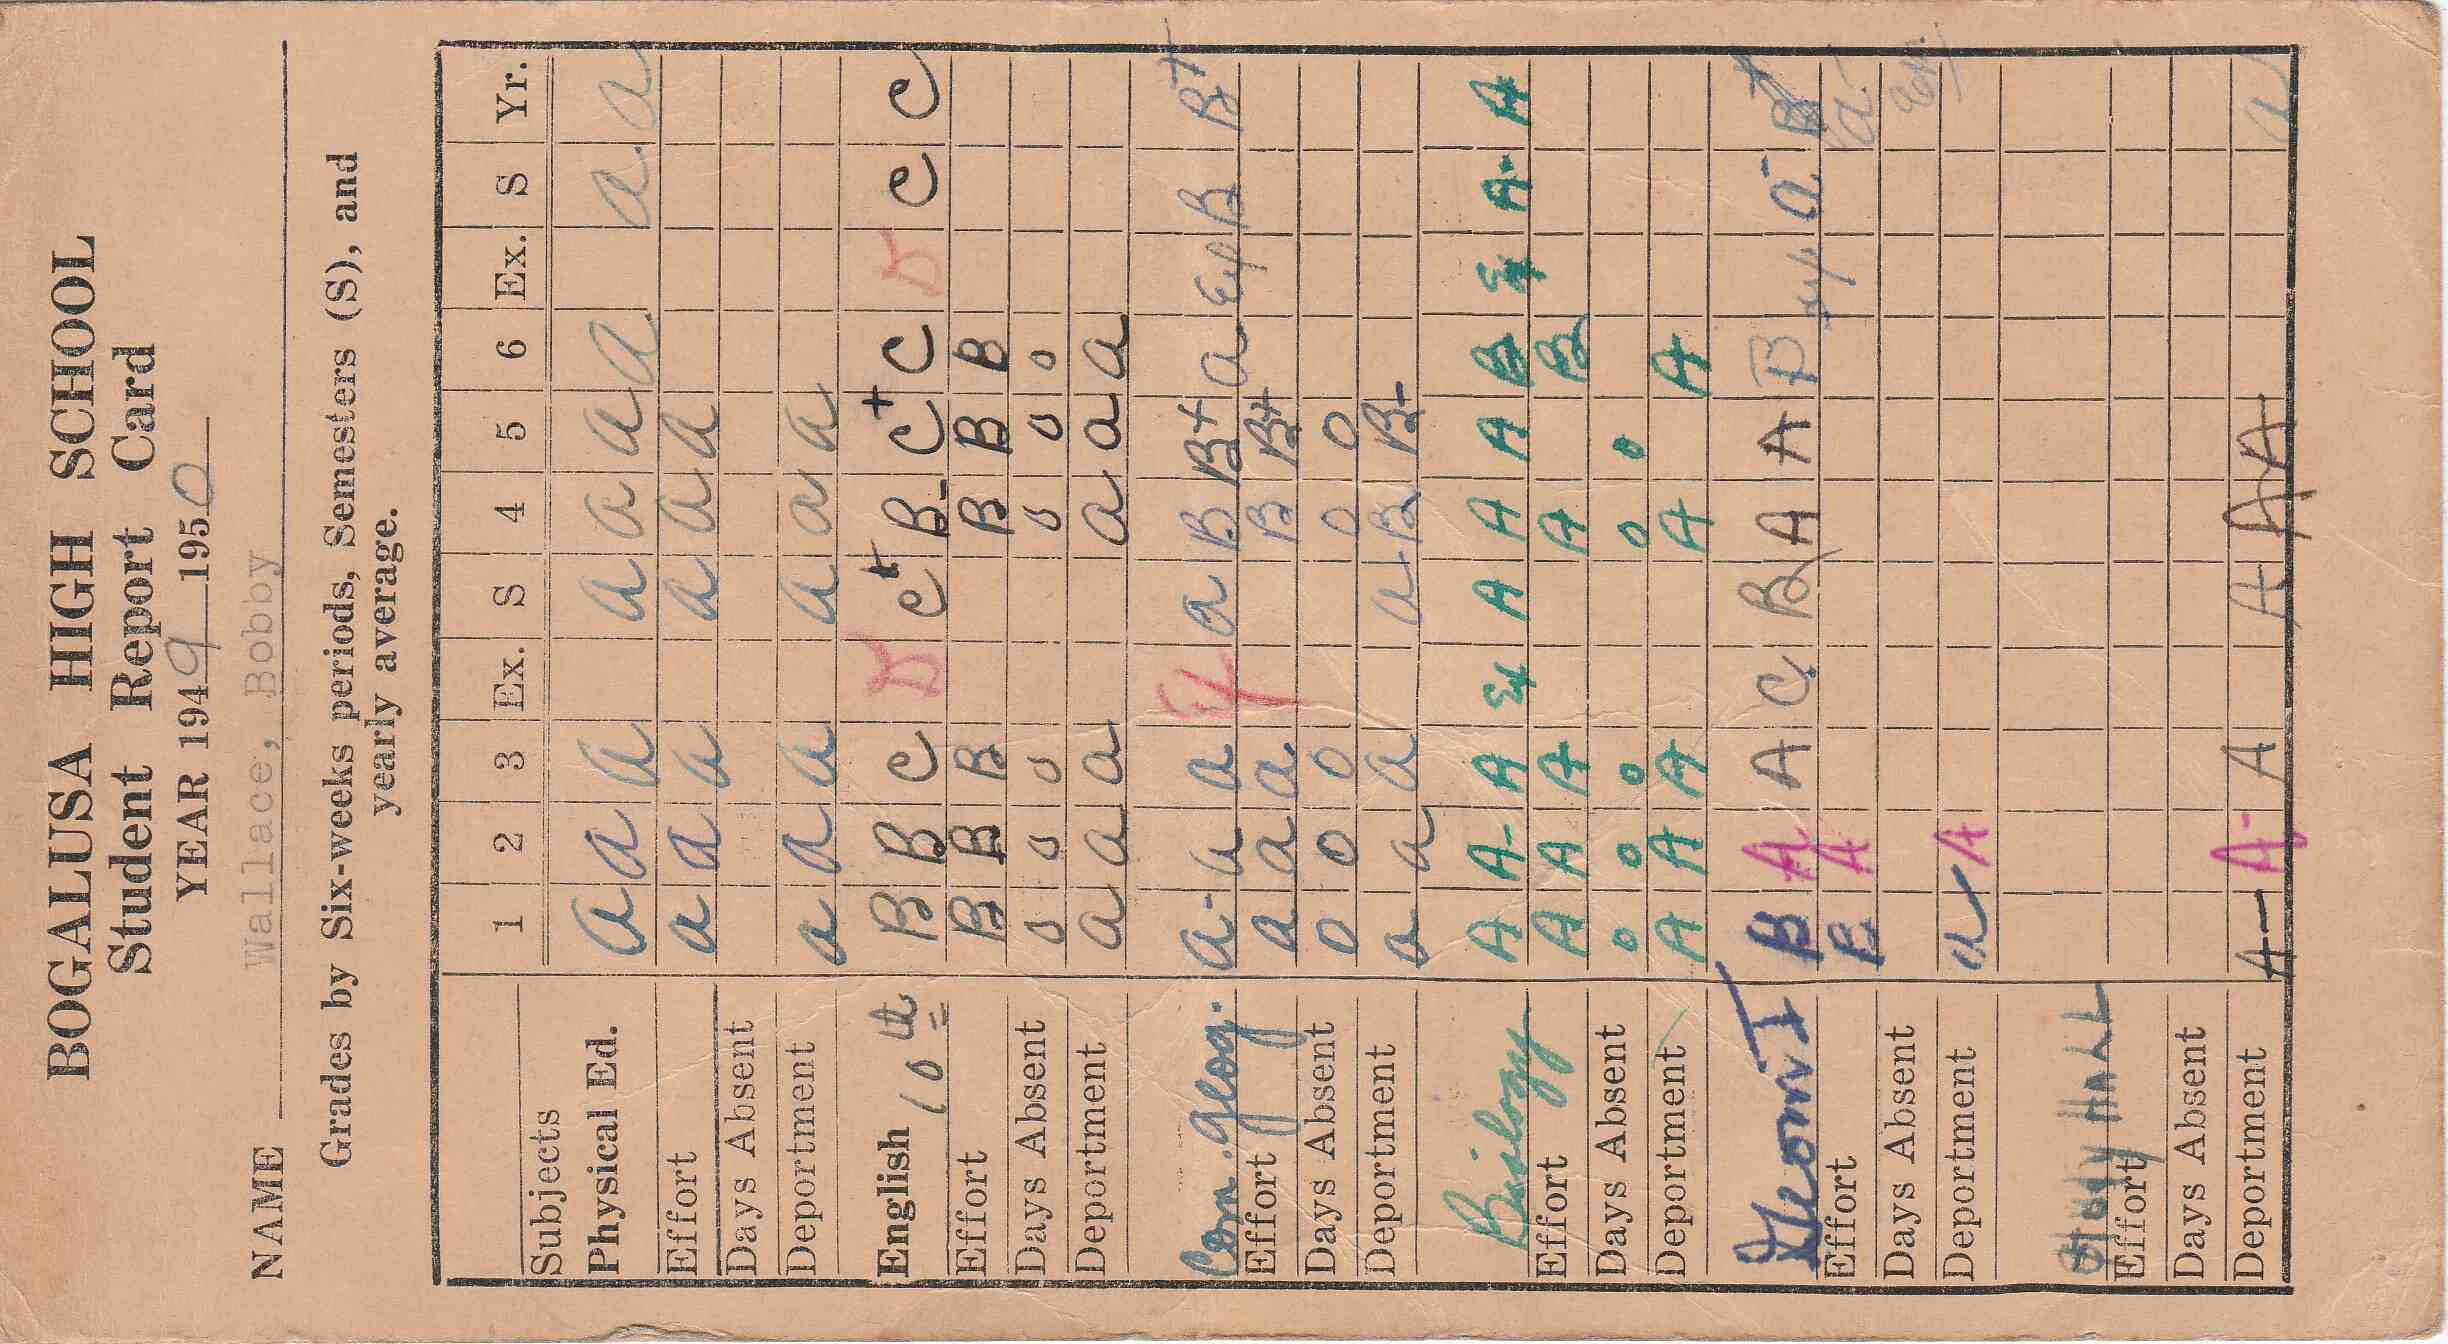 BOGALUSA HIGH SCHOOL
Student Report Card
YEAR 1949 1950
NAME Wallace, Bobby
Grades by Six-weeks periods, Semesters (S), and
yearly average.
1 2 3 Ex. S 4 5 6 Ex. S Yr.
Subjects
Physical Ed. a a a a a a a a a
Effort a a a a a a
Days Absent
Deportment a a a a a a
English 10th B B C D C+ B- C+ C D C C
Effort B B B B B B
Days Absent 0 0 0 0 0 0
Deportment a a a a a a
Com. Geog. a- a a a B B+ a Exp B B+
Effort a a a B B+
Days Absent 0 0 0 0 0
Deportment a a a a- B B-
Biology A A- A Ex A A A B Ex A- A
Effort A A A A B
Days Absent 0 0 0 0 0
Deportment A A A A A
Geom I B A A C B A A B exp a- B+
Effort B A a-
Days Absent
Deportment a A
Study HALL
Effort
Days Absent
Deportment A- A- A A A A a